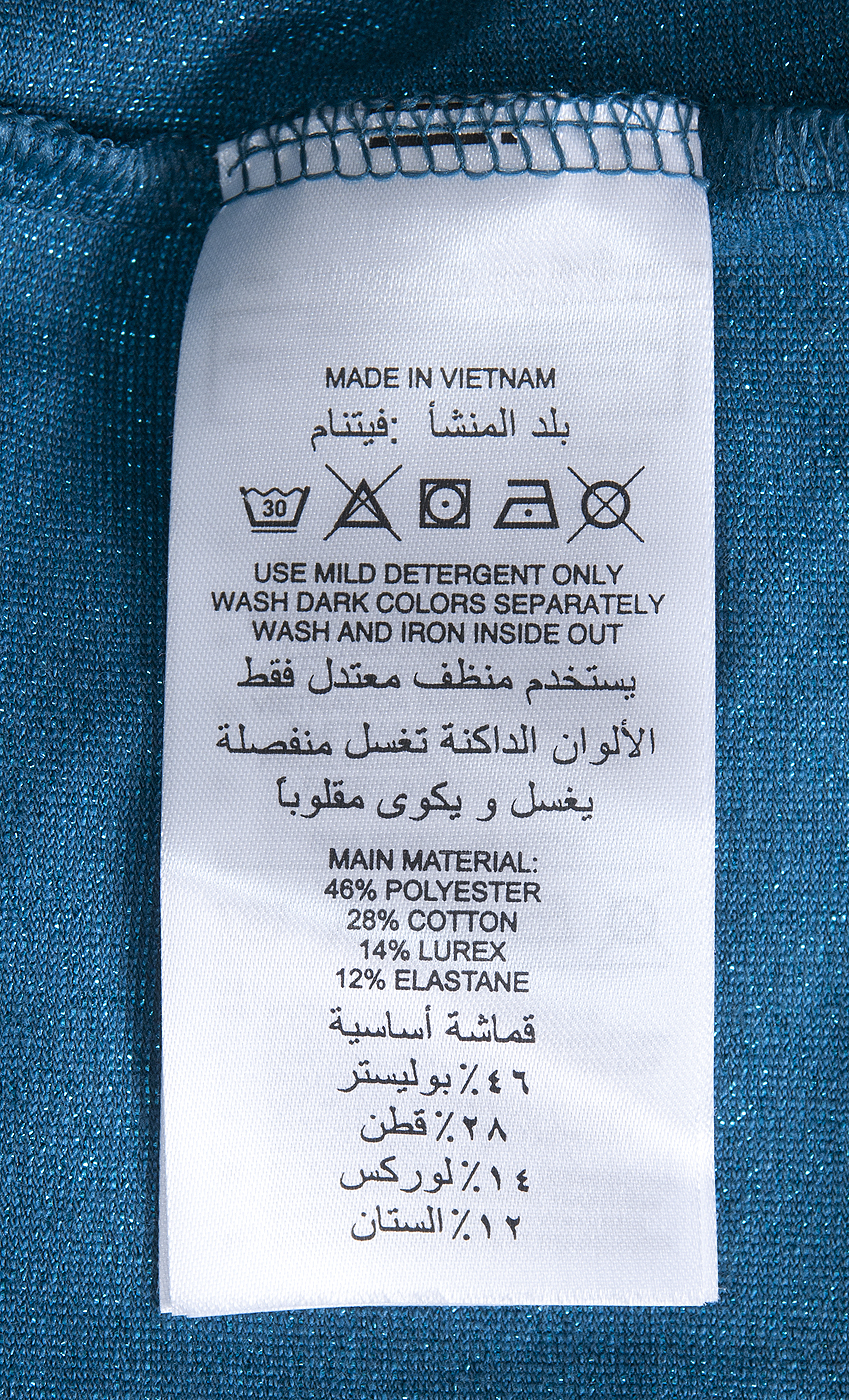 MADE IN VIETNAM
بلد المنشأ :فيتنام
30
USE MILD DETERGENT ONLY
WASH DARK COLORS SEPARATELY
WASH AND IRON INSIDE OUT
يستخدم منظف معتدل فقط
الألوان الداكنة تغسل منفصلة
يغسل و يكوى مقلوباً
MAIN MATERIAL:
46% POLYESTER
28% COTTON
14% LUREX
12% ELASTANE
قماشة أساسية
٤٦٪ بوليستر
٢٨٪ قطن
١٤٪ لوركس
١٢٪ الستان